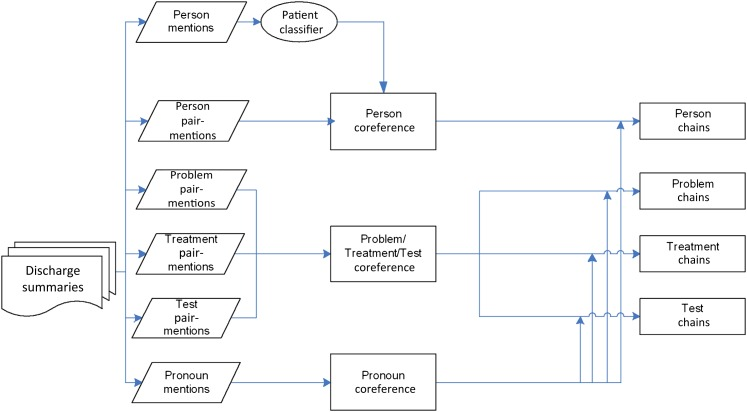 Person
mentions
Patient
classifier
Person
pair-
mentions
Person
coreference
Person
chains
Problem
pair-
mentions
Problem
chains
Discharge
summaries
Treatment
pair-
mentions
Problem/
Treatment/Test
coreference
Treatment
chains
Test
pair-
mentions
Test
chains
Pronoun
mentions
Pronoun
coreference